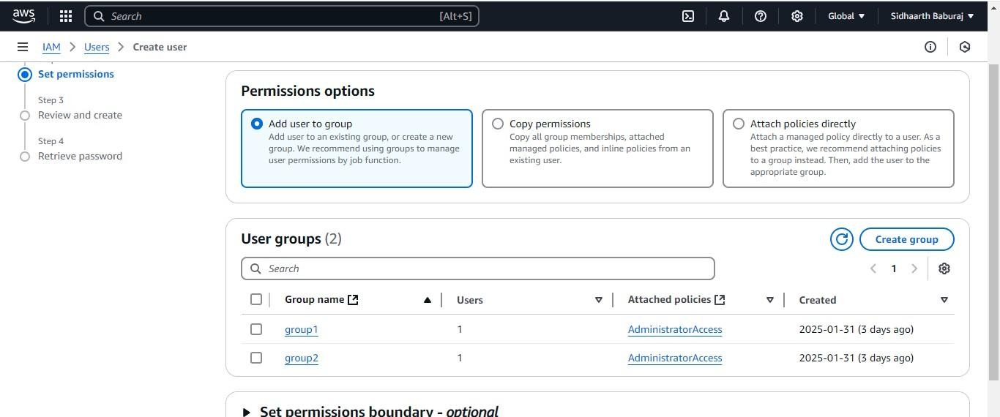 aws
Search
[Alt+S]
Global
Sidhaarth Baburaj
IAM
Users
Create user
Set permissions
Step 3
Review and create
Step 4
Retrieve password
Permissions options
Add user to group
Add user to an existing group, or create a new
group. We recommend using groups to manage
user permissions by job function.
Copy permissions
Copy all group memberships, attached
managed policies, and inline policies from an
existing user.
Attach policies directly
Attach a managed policy directly to a user. As a
best practice, we recommend attaching policies
to a group instead. Then, add the user to the
appropriate group.
User groups (2)
Create group
Search
1
Group name Users Attached policies Created
group1 1 AdministratorAccess 2025-01-31 (3 days ago)
group2 1 AdministratorAccess 2025-01-31 (3 days ago)
Set permissions boundary - optional